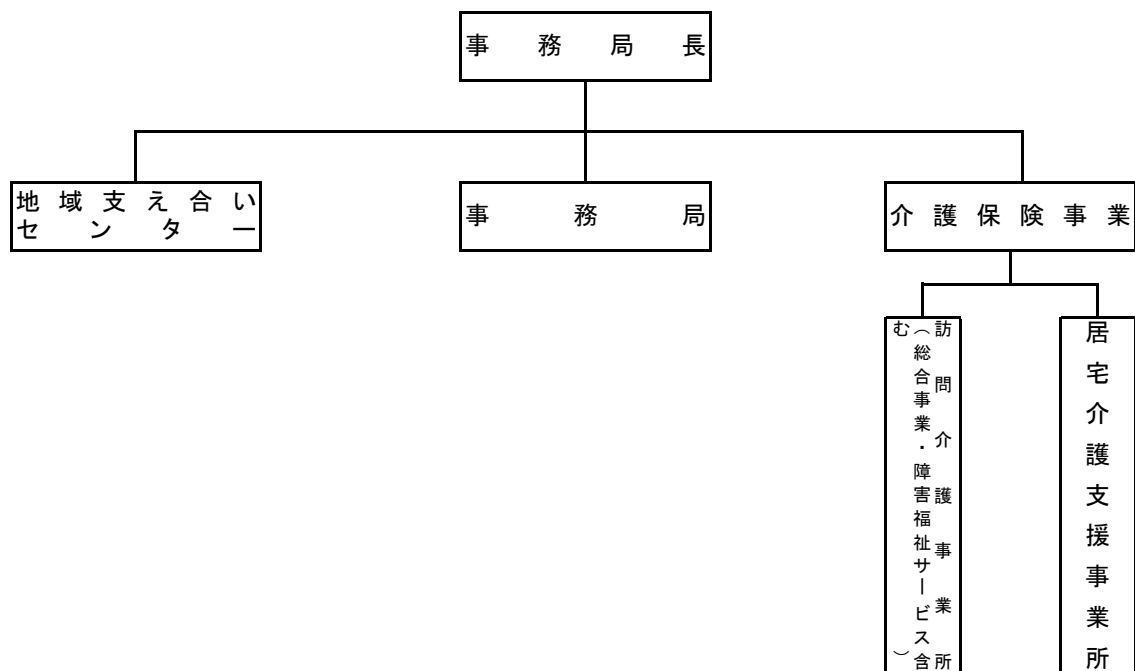 事務局長
地域支え合い
センター
事務局
介護保険事業
訪問介護事業所
（総合事業・障害福祉サービス含
む
）
居宅介護支援事業所